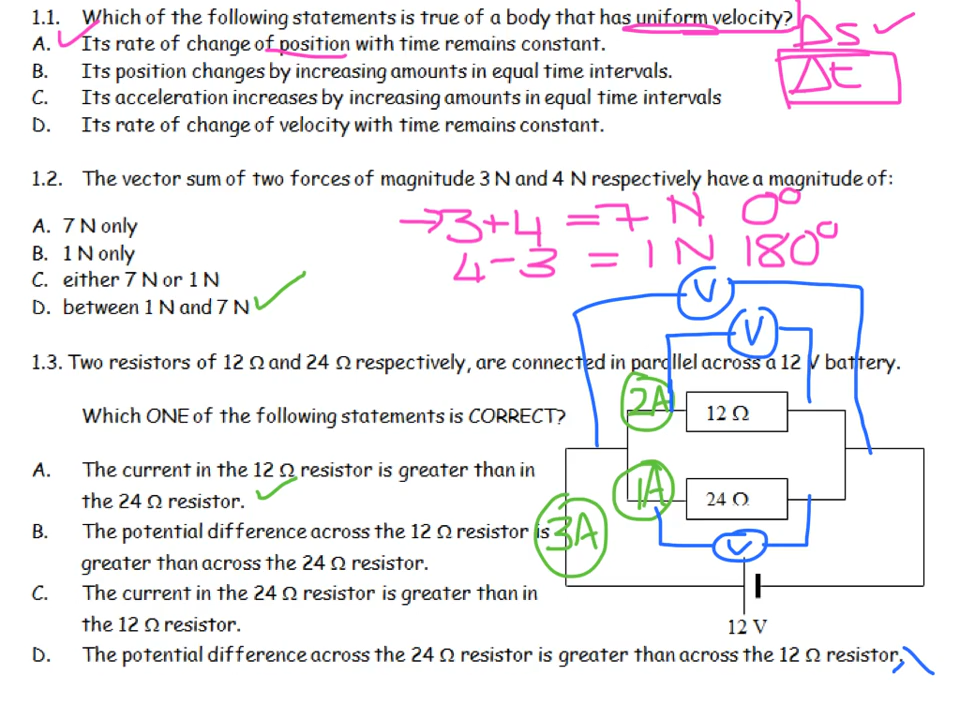 1.1. Which of the following statements is true of a body that has uniform velocity?
A. Its rate of change of position with time remains constant.
Δs
Δt
B. Its position changes by increasing amounts in equal time intervals.
C. Its acceleration increases by increasing amounts in equal time intervals
D. Its rate of change of velocity with time remains constant.
1.2. The vector sum of two forces of magnitude 3 N and 4 N respectively have a magnitude of:
→3+4 = 7 N 0°
4-3 = 1 N 180°
A. 7 N only
B. 1 N only
C. either 7 N or 1 N
D. between 1 N and 7 N
V
V
1.3. Two resistors of 12 Ω and 24 Ω respectively, are connected in parallel across a 12 V battery.
Which ONE of the following statements is CORRECT?
2A
12 Ω
A. The current in the 12 Ω resistor is greater than in
the 24 Ω resistor.
1A
24 Ω
B. The potential difference across the 12 Ω resistor is
greater than across the 24 Ω resistor.
3A
V
C. The current in the 24 Ω resistor is greater than in
the 12 Ω resistor.
12 V
D. The potential difference across the 24 Ω resistor is greater than across the 12 Ω resistor.